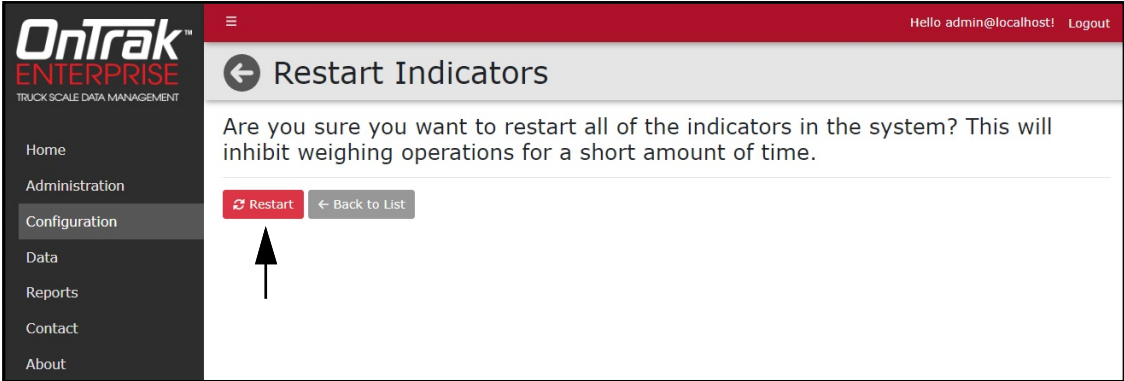 OnTrak™
ENTERPRISE
TRUCK SCALE DATA MANAGEMENT
Home
Administration
Configuration
Data
Reports
Contact
About
Hello admin@localhost! Logout
Restart Indicators
Are you sure you want to restart all of the indicators in the system? This will
inhibit weighing operations for a short amount of time.
Restart ← Back to List